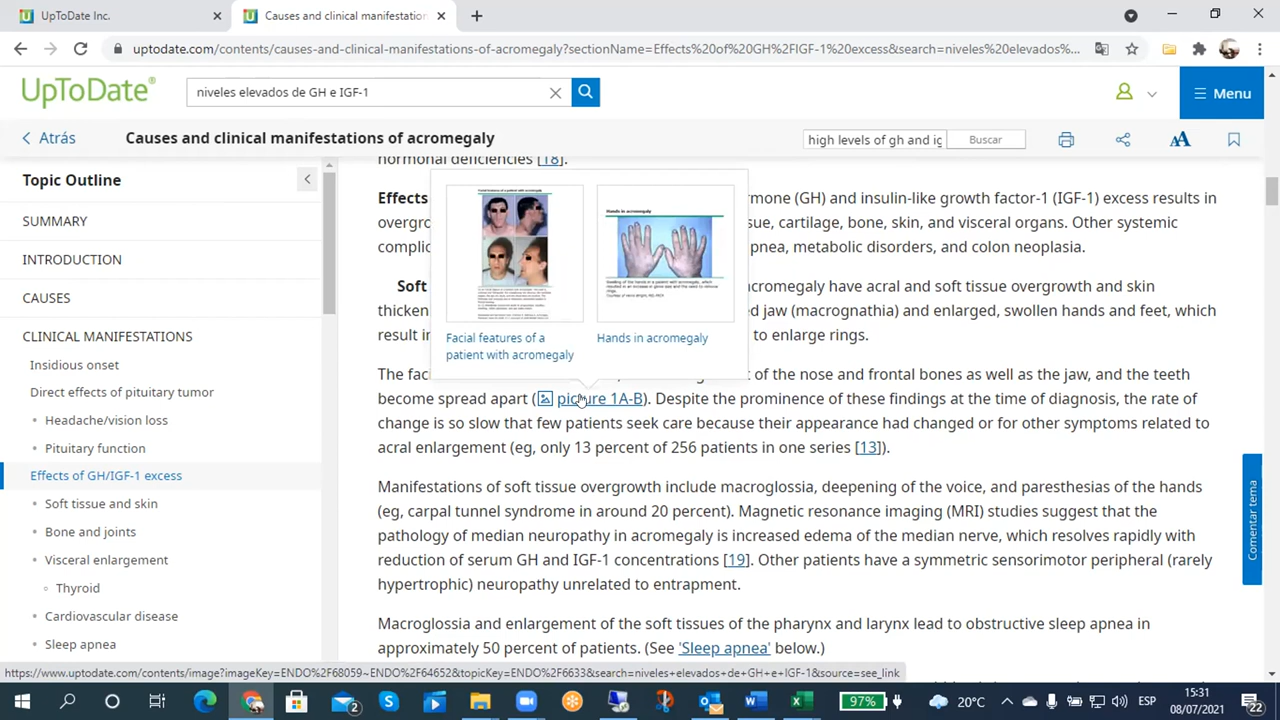 UpToDate Inc.
Causes and clinical manifestation
uptodate.com/contents/causes-and-clinical-manifestations-of-acromegaly?sectionName=Effects%20of%20GH%2FIGF-1%20excess&search=niveles%20elevados%...
UpToDate®
niveles elevados de GH e IGF-1
Menu
Atrás
Causes and clinical manifestations of acromegaly
high levels of gh and ig
Buscar
Topic Outline
SUMMARY
INTRODUCTION
CAUSES
CLINICAL MANIFESTATIONS
Insidious onset
Direct effects of pituitary tumor
Headache/vision loss
Pituitary function
Effects of GH/IGF-1 excess
Soft tissue and skin
Bone and joints
Visceral enlargement
Thyroid
Cardiovascular disease
Sleep apnea
hormonal deficiencies [18].
Effects
rmone (GH) and insulin-like growth factor-1 (IGF-1) excess results in
overgro
sue, cartilage, bone, skin, and visceral organs. Other systemic
complic
pnea, metabolic disorders, and colon neoplasia.
Soft
acromegaly have acral and soft tissue overgrowth and skin
thicken
d jaw (macrognathia) and enlarged, swollen hands and feet, which
result in
to enlarge rings.
Facial features of a patient with acromegaly
Hands in acromegaly
Facial features of a
patient with acromegaly
Hands in acromegaly
The fac
of the nose and frontal bones as well as the jaw, and the teeth
become spread apart (picture 1A-B). Despite the prominence of these findings at the time of diagnosis, the rate of
change is so slow that few patients seek care because their appearance had changed or for other symptoms related to
acral enlargement (eg, only 13 percent of 256 patients in one series [13]).
Manifestations of soft tissue overgrowth include macroglossia, deepening of the voice, and paresthesias of the hands
(eg, carpal tunnel syndrome in around 20 percent). Magnetic resonance imaging (MRI) studies suggest that the
pathology of median neuropathy in acromegaly is increased edema of the median nerve, which resolves rapidly with
reduction of serum GH and IGF-1 concentrations [19]. Other patients have a symmetric sensorimotor peripheral (rarely
hypertrophic) neuropathy unrelated to entrapment.
Macroglossia and enlargement of the soft tissues of the pharynx and larynx lead to obstructive sleep apnea in
approximately 50 percent of patients. (See 'Sleep apnea' below.)
Comentar tema
https://www.uptodate.com/contents/image?imageKey=ENDO%2F68059~ENDO%2F64652&topicKey=ENDO%2F6633&search=niveles+elevados+de+GH+e+IGF-1&source=see_link
2
97%
20°C
ESP
15:31
08/07/2021
22